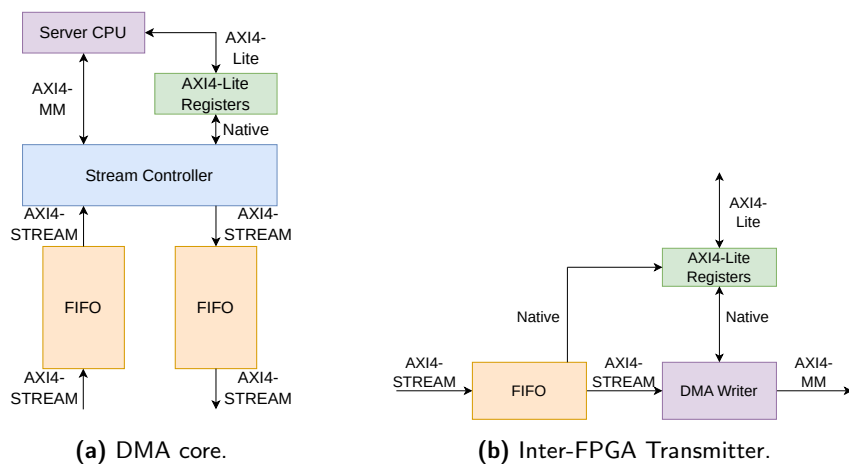 Server CPU
AXI4-
Lite
AXI4-
MM
AXI4-Lite
Registers
Native
Stream Controller
AXI4-
STREAM
AXI4-
STREAM
FIFO
FIFO
AXI4-
STREAM
AXI4-
STREAM
(a) DMA core.
AXI4-
Lite
AXI4-Lite
Registers
Native
Native
AXI4-
STREAM
FIFO
AXI4-
STREAM
DMA Writer
AXI4-
MM
(b) Inter-FPGA Transmitter.